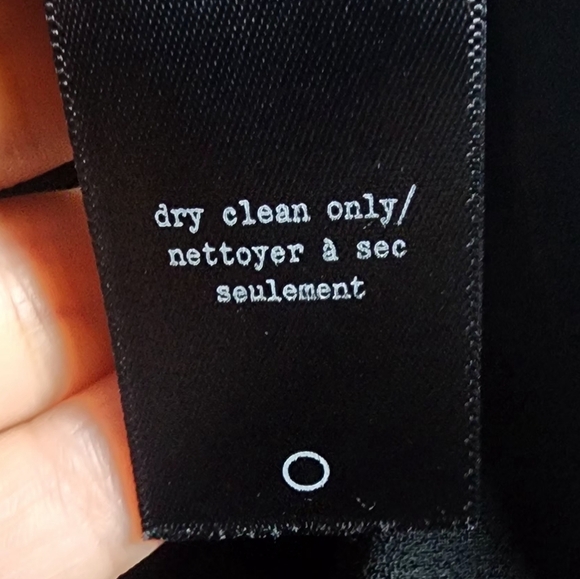 dry clean only/
nettoyer à sec
seulement